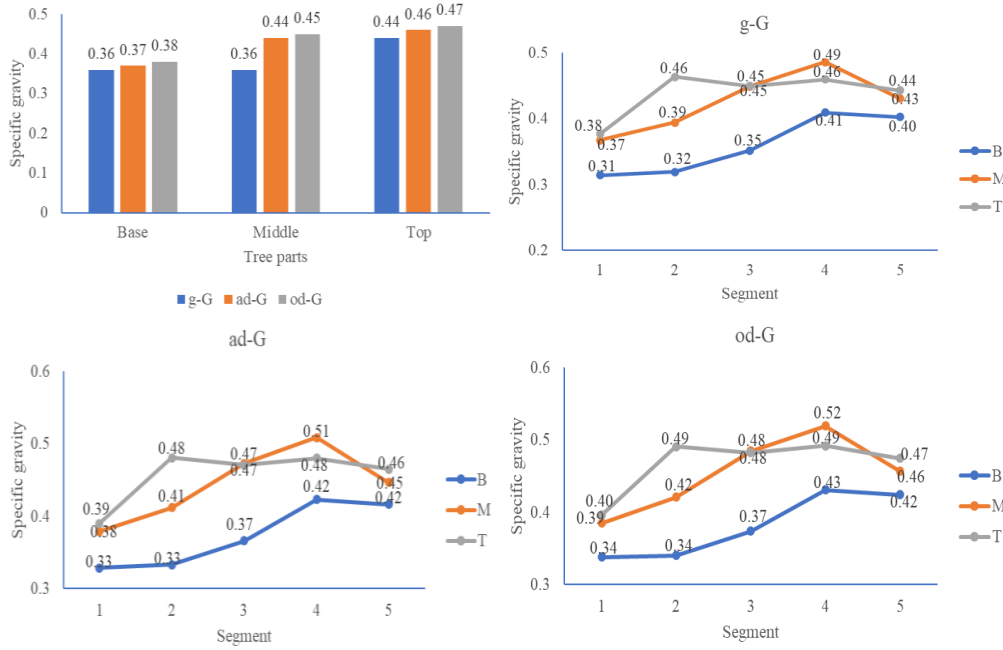 0.5
0.4
0.3
0.2
0.1
0
Specific gravity
0.36 0.37 0.38
0.36 0.44 0.45
0.44 0.46 0.47
Base Middle Top
Tree parts
g-G ad-G od-G
g-G
0.5
0.4
0.3
0.2
Specific gravity
0.38 0.46 0.45 0.46 0.44
0.37 0.39 0.45 0.49 0.43
0.31 0.32 0.35 0.41 0.40
1 2 3 4 5
Segment
B
M
T
ad-G
0.6
0.5
0.4
0.3
Specific gravity
0.39 0.48 0.47 0.48 0.46
0.38 0.41 0.47 0.51 0.45
0.33 0.33 0.37 0.42 0.42
1 2 3 4 5
Segment
B
M
T
od-G
0.6
0.5
0.4
0.3
Specific gravity
0.40 0.49 0.48 0.49 0.47
0.39 0.42 0.48 0.52 0.46
0.34 0.34 0.37 0.43 0.42
1 2 3 4 5
Segment
B
M
T